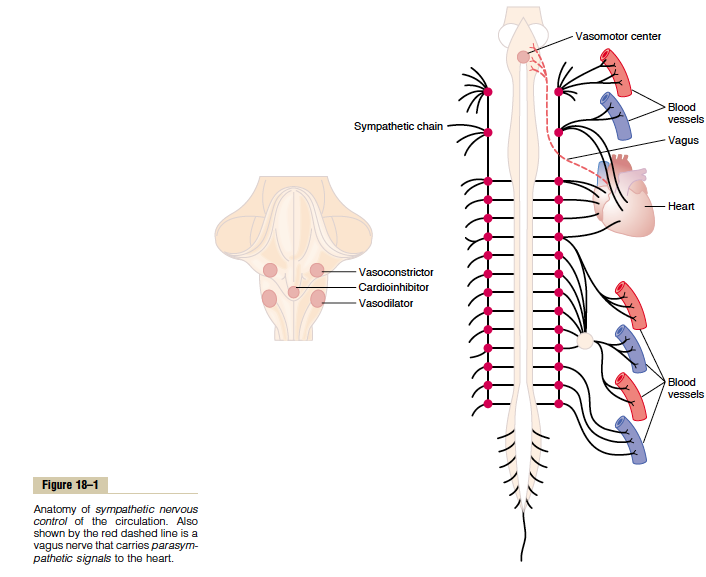 Vasomotor center
Blood
vessels
Sympathetic chain
Vagus
Heart
Vasoconstrictor
Cardioinhibitor
Vasodilator
Blood
vessels
Figure 18–1
Anatomy of sympathetic nervous
control of the circulation. Also
shown by the red dashed line is a
vagus nerve that carries parasym-
pathetic signals to the heart.